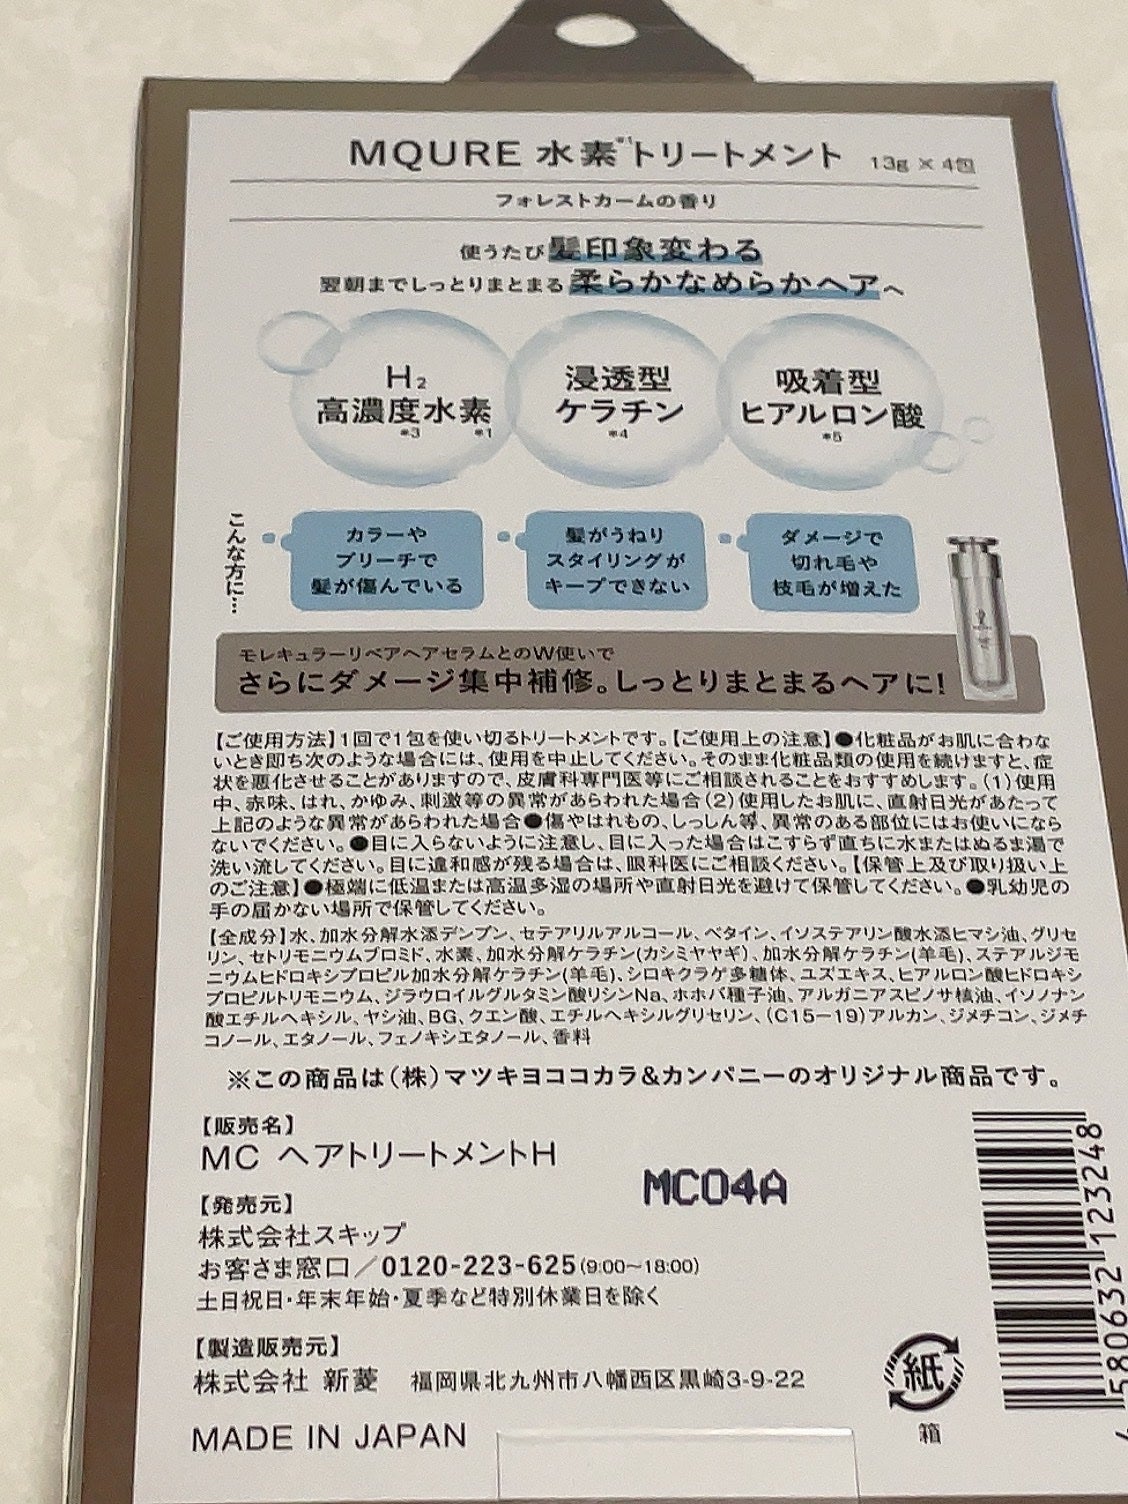 MQURE 水素*1トリートメント 13g × 4包
フォレストカームの香り
使うたび髪印象変わる
翌朝までしっとりまとまる柔らかなめらかヘアへ
H2
高濃度水素
*3 *1
浸透型
ケラチン
*4
吸着型
ヒアルロン酸
*5
こんな方に…
カラーや
ブリーチで
髪が傷んでいる
髪がうねり
スタイリングが
キープできない
ダメージで
切れ毛や
枝毛が増えた
モレキュラーリペアヘアセラムとのW使いで
さらにダメージ集中補修。しっとりまとまるヘアに!
【ご使用方法】1回で1包を使い切るトリートメントです。【ご使用上の注意】●化粧品がお肌に合わな
いとき即ち次のような場合には、使用を中止してください。そのまま化粧品類の使用を続けますと、症
状を悪化させることがありますので、皮膚科専門医等にご相談されることをおすすめします。(1)使用
中、赤味、はれ、かゆみ、刺激等の異常があらわれた場合(2)使用したお肌に、直射日光があたって
上記のような異常があらわれた場合●傷やはれもの、しっしん等、異常のある部位にはお使いになら
ないでください。●目に入らないように注意し、目に入った場合はこすらず直ちに水またはぬるま湯で
洗い流してください。目に違和感が残る場合は、眼科医にご相談ください。【保管上及び取り扱い上
のご注意】●極端に低温または高温多湿の場所や直射日光を避けて保管してください。●乳幼児の
手の届かない場所で保管してください。
【全成分】水、加水分解水添デンプン、セテアリルアルコール、ベタイン、イソステアリン酸水添ヒマシ油、グリセ
リン、セトリモニウムブロミド、水素、加水分解ケラチン(カシミヤヤギ)、加水分解ケラチン(羊毛)、ステアルジモ
ニウムヒドロキシプロピル加水分解ケラチン(羊毛)、シロキクラゲ多糖体、ユズエキス、ヒアルロン酸ヒドロキシ
プロピルトリモニウム、ジラウロイルグルタミン酸リシンNa、ホホバ種子油、アルガニアスピノサ核油、イソノナン
酸エチルヘキシル、ヤシ油、BG、クエン酸、エチルヘキシルグリセリン、(C15-19)アルカン、ジメチコン、ジメチ
コノール、エタノール、フェノキシエタノール、香料
※この商品は(株)マツキヨココカラ&カンパニーのオリジナル商品です。
【販売名】
MC ヘアトリートメントH
MC04A
【発売元】
株式会社スキップ
お客さま窓口/0120-223-625(9:00~18:00)
土日祝日・年末年始・夏季など特別休業日を除く
【製造販売元】
株式会社 新菱 福岡県北九州市八幡西区黒崎3-9-22
MADE IN JAPAN
紙
箱
4 580632 123248